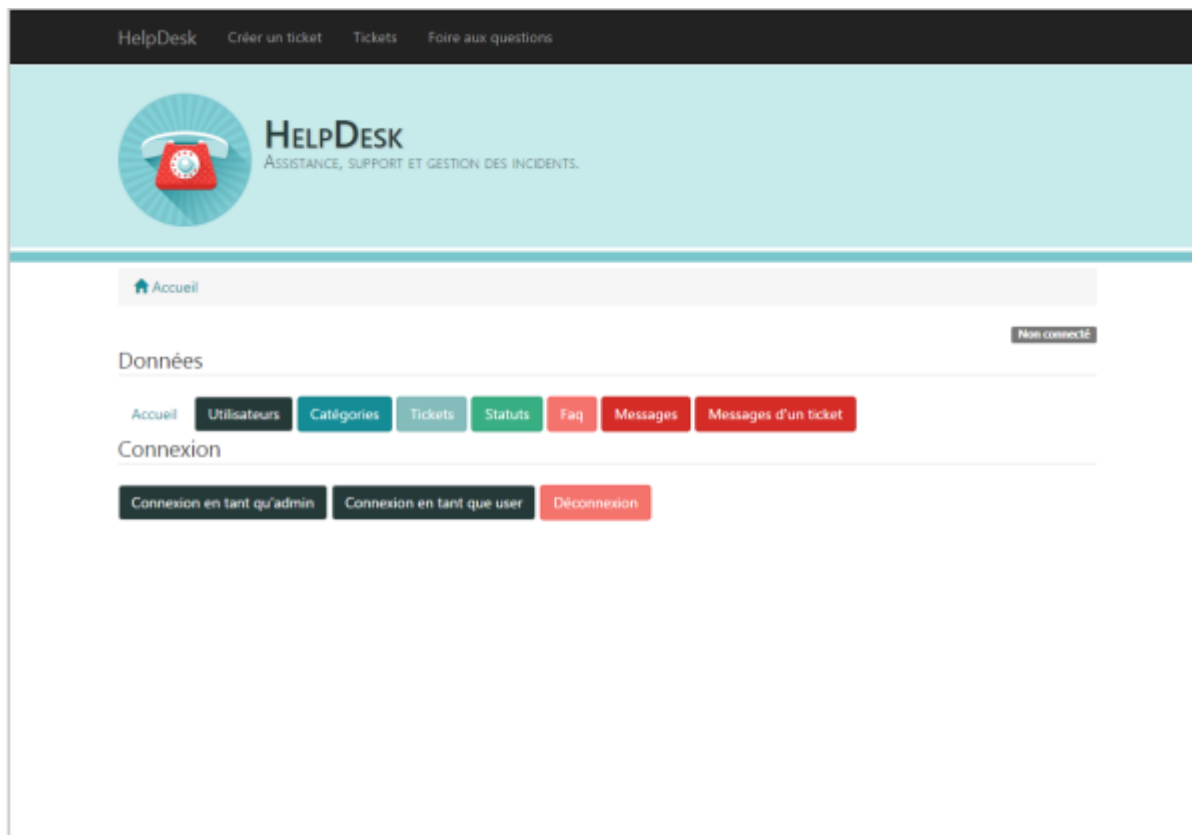 HelpDesk Créer un ticket Tickets Foire aux questions
HELPDESK
ASSISTANCE, SUPPORT ET GESTION DES INCIDENTS.
Accueil
Non connecté
Données
Accueil Utilisateurs Catégories Tickets Statuts Faq Messages Messages d'un ticket
Connexion
Connexion en tant qu'admin Connexion en tant que user Déconnexion